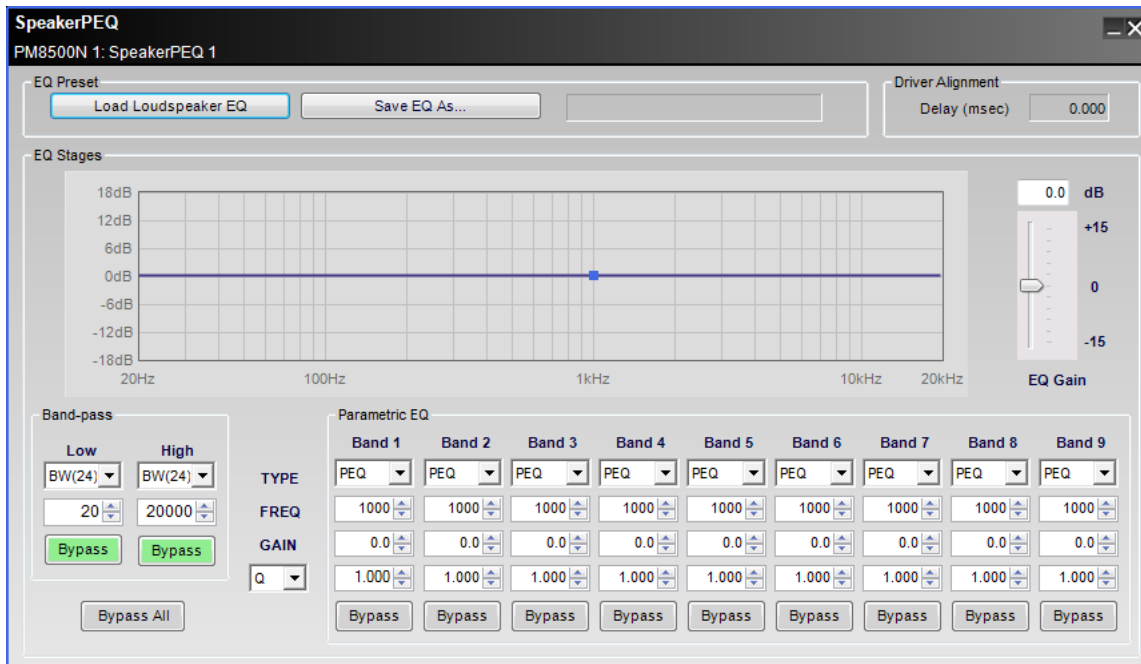 SpeakerPEQ
PM8500N 1: SpeakerPEQ 1
EQ Preset
Load Loudspeaker EQ Save EQ As...
Driver Alignment
Delay (msec) 0.000
EQ Stages
18dB
12dB
6dB
0dB
-6dB
-12dB
-18dB
20Hz 100Hz 1kHz 10kHz 20kHz
0.0 dB
+15
0
-15
EQ Gain
Band-pass
Low High
BW(24) BW(24)
20 20000
Bypass Bypass
Bypass All
Parametric EQ
Band 1 Band 2 Band 3 Band 4 Band 5 Band 6 Band 7 Band 8 Band 9
TYPE PEQ PEQ PEQ PEQ PEQ PEQ PEQ PEQ PEQ
FREQ 1000 1000 1000 1000 1000 1000 1000 1000 1000
GAIN 0.0 0.0 0.0 0.0 0.0 0.0 0.0 0.0 0.0
Q 1.000 1.000 1.000 1.000 1.000 1.000 1.000 1.000 1.000
Bypass Bypass Bypass Bypass Bypass Bypass Bypass Bypass Bypass